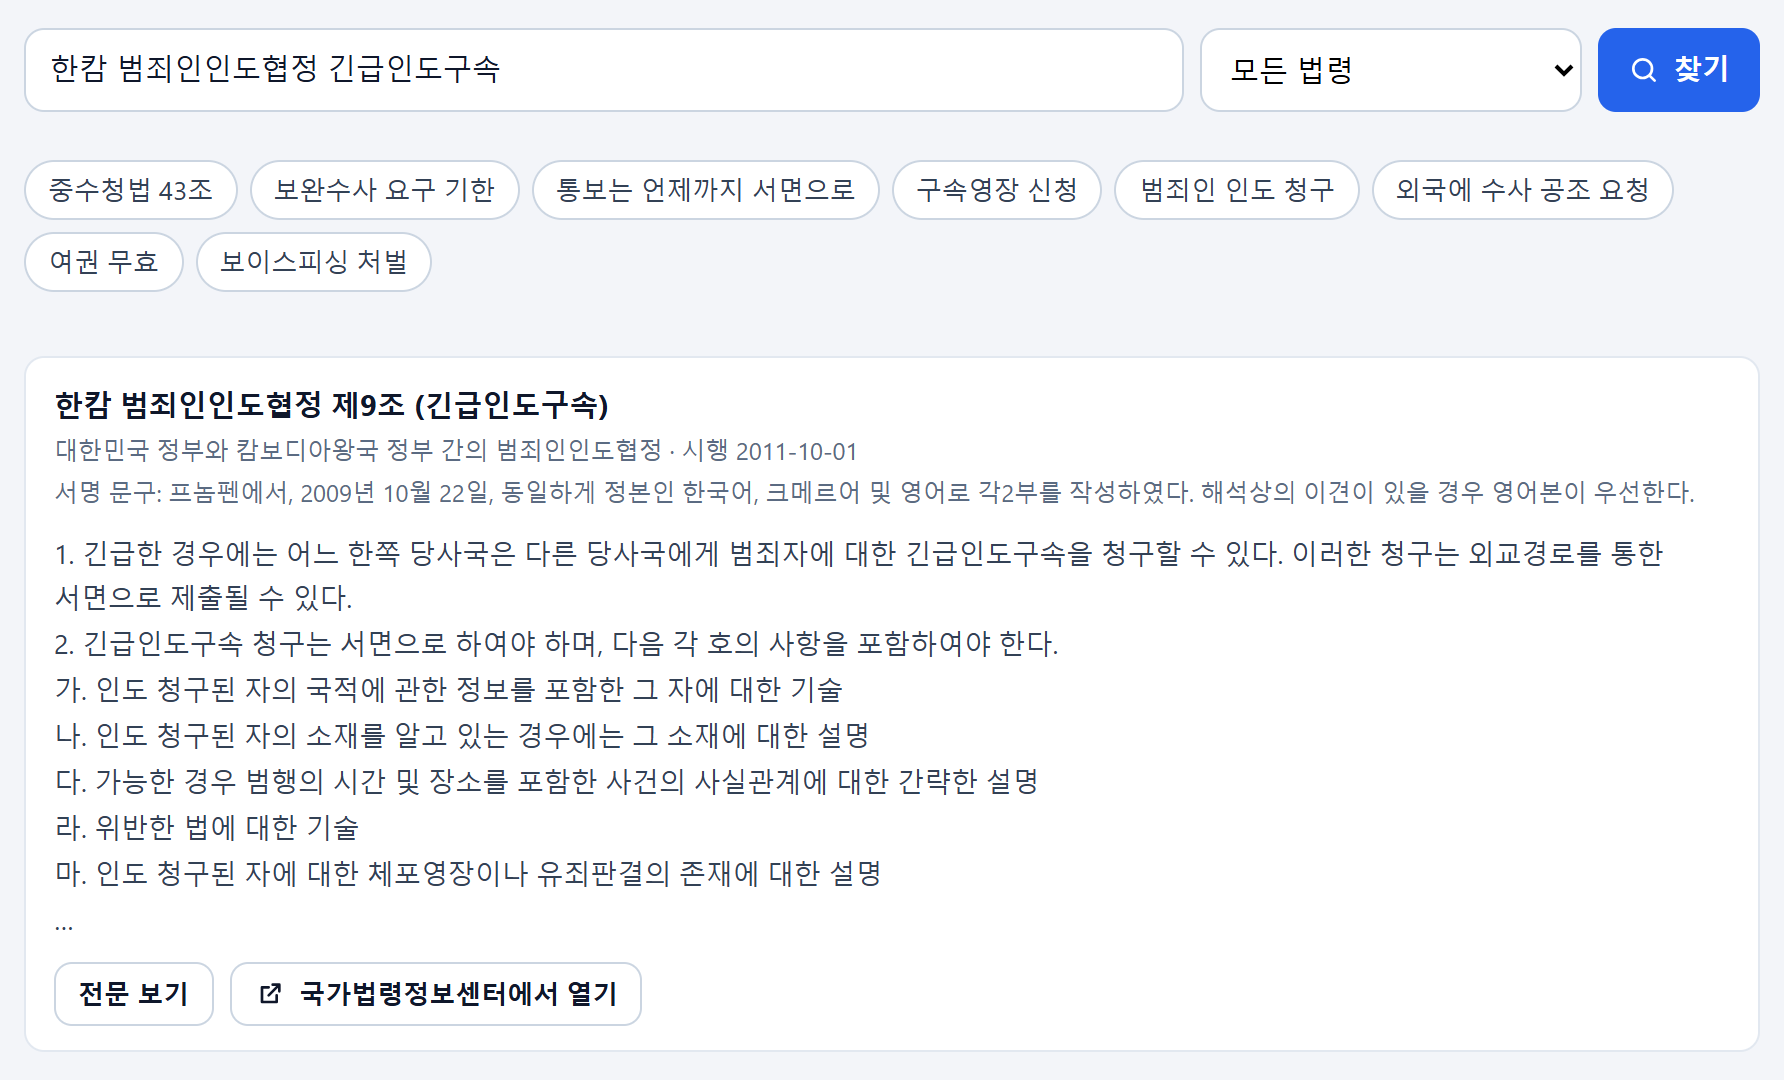 한캄 범죄인인도협정 긴급인도구속
모든 법령
찾기
중수청법 43조
보완수사 요구 기한
통보는 언제까지 서면으로
구속영장 신청
범죄인 인도 청구
외국에 수사 공조 요청
여권 무효
보이스피싱 처벌
한캄 범죄인인도협정 제9조 (긴급인도구속)
대한민국 정부와 캄보디아왕국 정부 간의 범죄인인도협정 · 시행 2011-10-01
서명 문구: 프놈펜에서, 2009년 10월 22일, 동일하게 정본인 한국어, 크메르어 및 영어로 각2부를 작성하였다. 해석상의 이견이 있을 경우 영어본이 우선한다.
1. 긴급한 경우에는 어느 한쪽 당사국은 다른 당사국에게 범죄자에 대한 긴급인도구속을 청구할 수 있다. 이러한 청구는 외교경로를 통한
서면으로 제출될 수 있다.
2. 긴급인도구속 청구는 서면으로 하여야 하며, 다음 각 호의 사항을 포함하여야 한다.
가. 인도 청구된 자의 국적에 관한 정보를 포함한 그 자에 대한 기술
나. 인도 청구된 자의 소재를 알고 있는 경우에는 그 소재에 대한 설명
다. 가능한 경우 범행의 시간 및 장소를 포함한 사건의 사실관계에 대한 간략한 설명
라. 위반한 법에 대한 기술
마. 인도 청구된 자에 대한 체포영장이나 유죄판결의 존재에 대한 설명
...
전문 보기
국가법령정보센터에서 열기